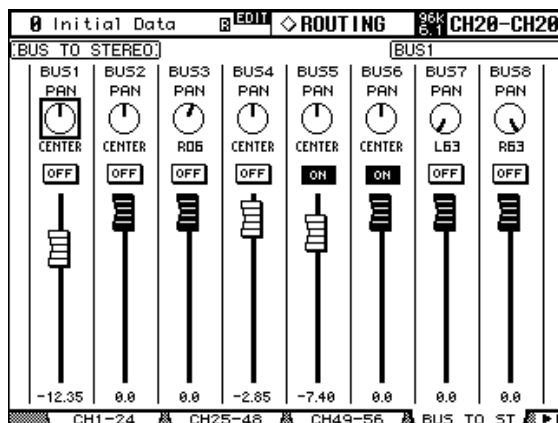 0 Initial Data R EDIT ◇ROUTING 96k 6.1 CH20-CH20
BUS TO STEREO BUS1
BUS1 BUS2 BUS3 BUS4 BUS5 BUS6 BUS7 BUS8
PAN PAN PAN PAN PAN PAN PAN PAN
CENTER CENTER R06 CENTER CENTER CENTER L63 R63
OFF OFF OFF OFF ON ON OFF OFF
-12.35 0.0 0.0 -2.85 -7.40 0.0 0.0 0.0
CH1-24 CH25-48 CH49-56 BUS TO ST